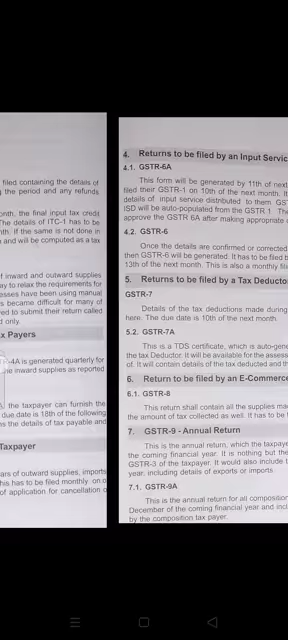 filed containing the details of
the period and any refunds
onth, the final input tax credit
The details of ITC-1 has to be
nth. If the same is not done in
and will be computed as a tax
of inward and outward supplies
ay to relax the requirements for
esses have been using manual
s became difficult for many of
ed to submit their return called
d only.
x Payers
-4A is generated quarterly for
ne inward supplies as reported
the taxpayer can furnish the
due date is 18th of the following
ns the details of tax payable and
Taxpayer
ars of outward supplies, imports
his has to be filed monthly on o
of application for cancellation o
4. Returns to be filed by an Input Servic
4.1. GSTR-6A
This form will be generated by 11th of next
filed their GSTR-1 on 10th of the next month. It
details of input service distributed to them GST
ISD will be auto-populated from the GSTR 1 Th
approve the GSTR 6A after making appropriate c
4.2. GSTR-6
Once the details are confirmed or corrected
then GSTR-6 will be generated. It has to be filed b
13th of the next month. This is also a monthly fili
5. Returns to be filed by a Tax Deducto
GSTR-7
Details of the tax deductions made during
here. The due date is 10th of the next month.
5.2. GSTR-7A
This is a TDS certificate, which is auto-gene
the tax Deductor. It will be available for the assess
of. It will contain details of the tax deducted and th
6. Return to be filed by an E-Commerce
6.1. GSTR-8
This return shall contain all the supplies ma
the amount of tax collected as well. It has to be
7. GSTR-9 - Annual Return
This is the annual return, which the taxpaye
the coming financial year. It is nothing but the
GSTR-3 of the taxpayer. It would also include t
year, including details of exports or imports.
7.1. GSTR-9A
This is the annual return for all composition
December of the coming financial year and incl
by the composition tax payer.